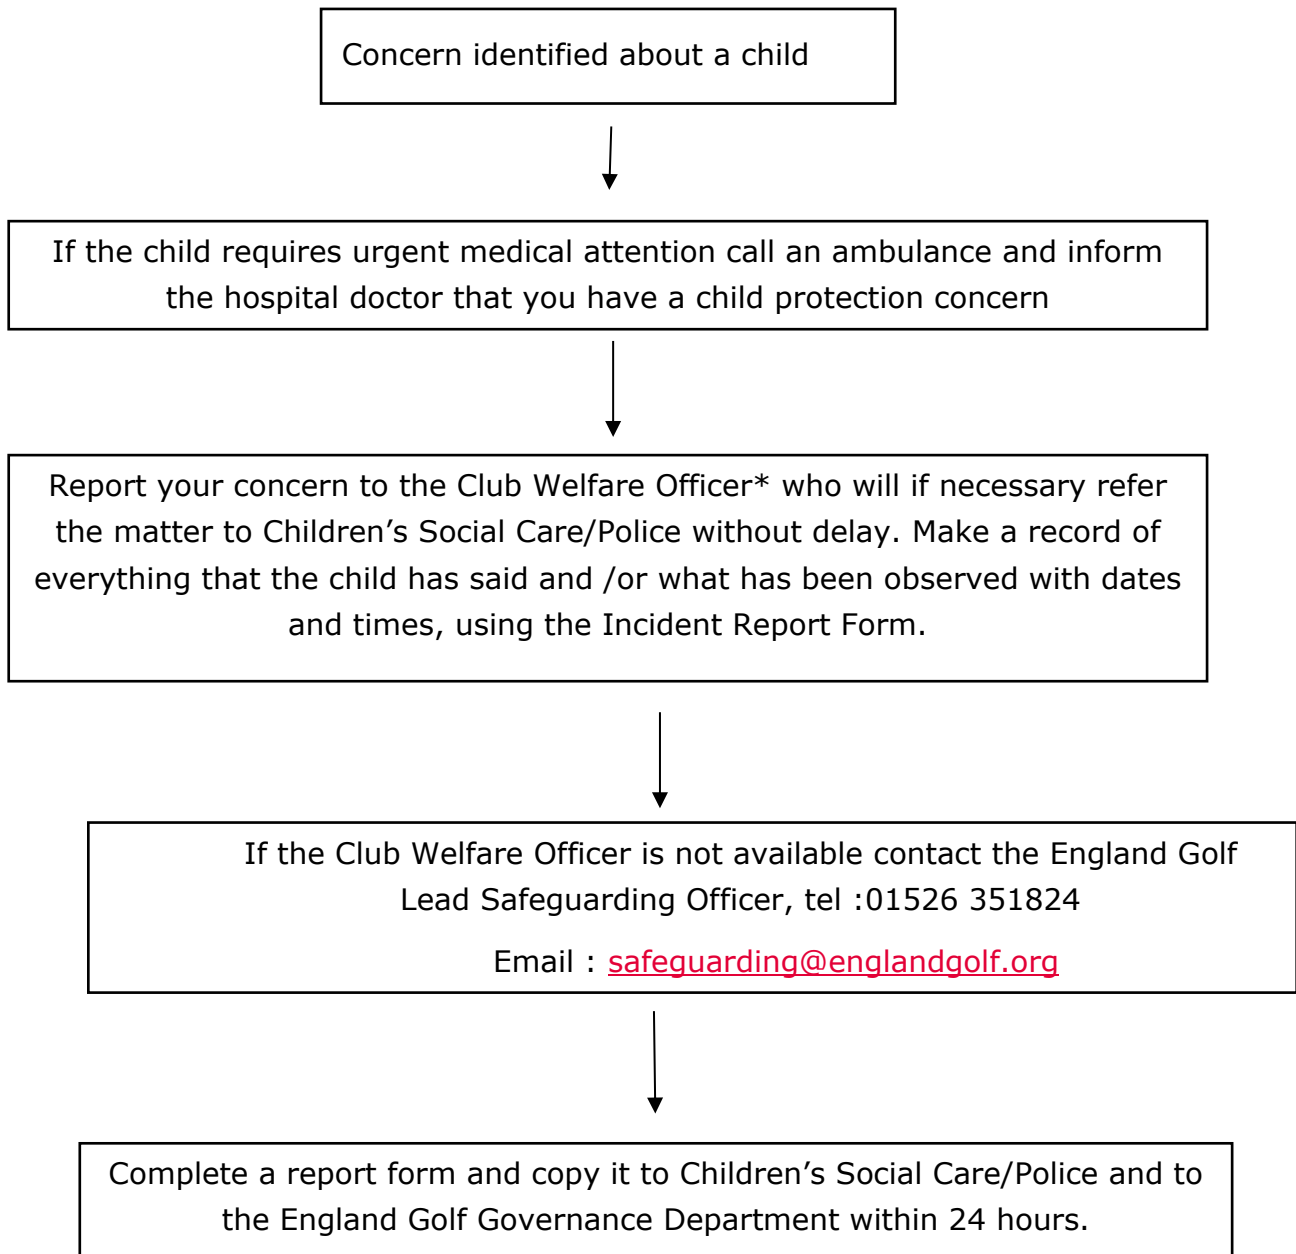 Concern identified about a child
If the child requires urgent medical attention call an ambulance and inform
the hospital doctor that you have a child protection concern
Report your concern to the Club Welfare Officer* who will if necessary refer
the matter to Children’s Social Care/Police without delay. Make a record of
everything that the child has said and /or what has been observed with dates
and times, using the Incident Report Form.
If the Club Welfare Officer is not available contact the England Golf
Lead Safeguarding Officer, tel :01526 351824
Email : safeguarding@englandgolf.org
Complete a report form and copy it to Children’s Social Care/Police and to
the England Golf Governance Department within 24 hours.